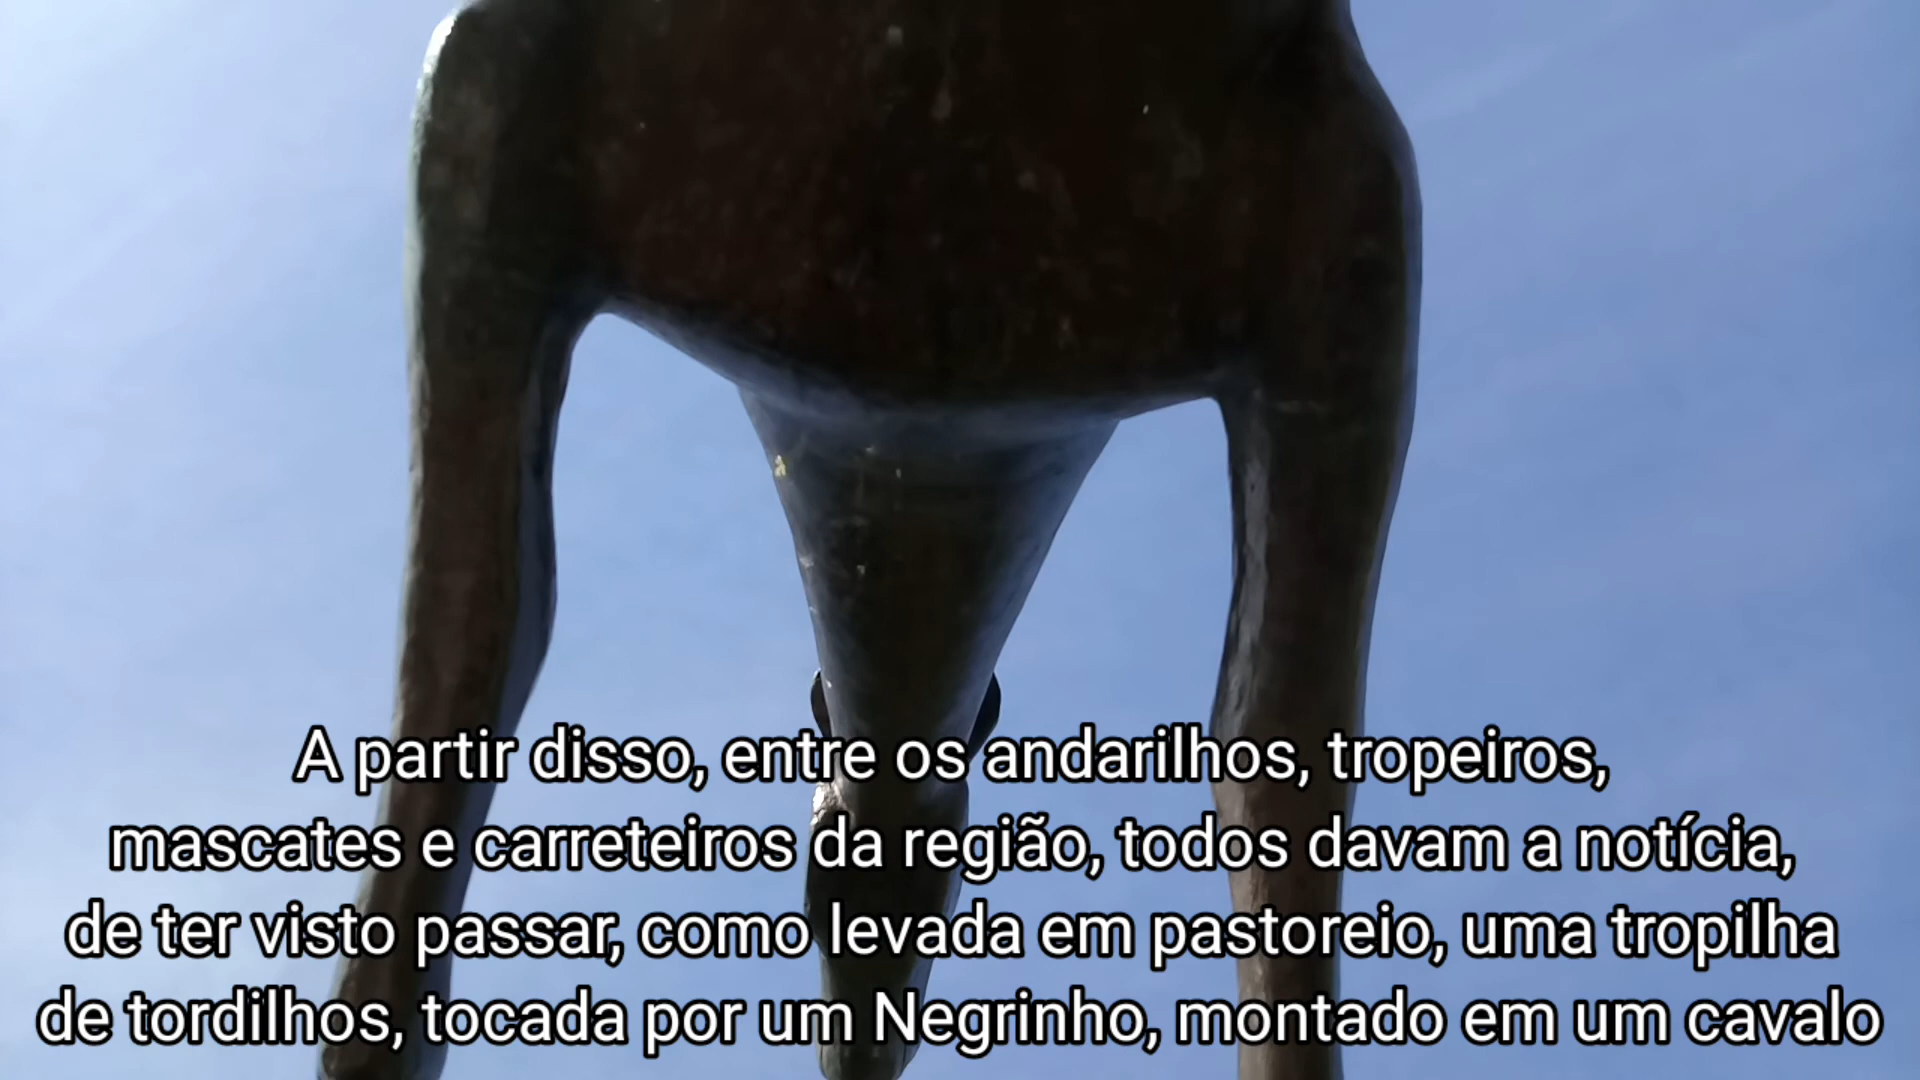 A partir disso, entre os andarilhos, tropeiros,
mascates e carreteiros da região, todos davam a notícia,
de ter visto passar, como levada em pastoreio, uma tropilha
de tordilhos, tocada por um Negrinho, montado em um cavalo